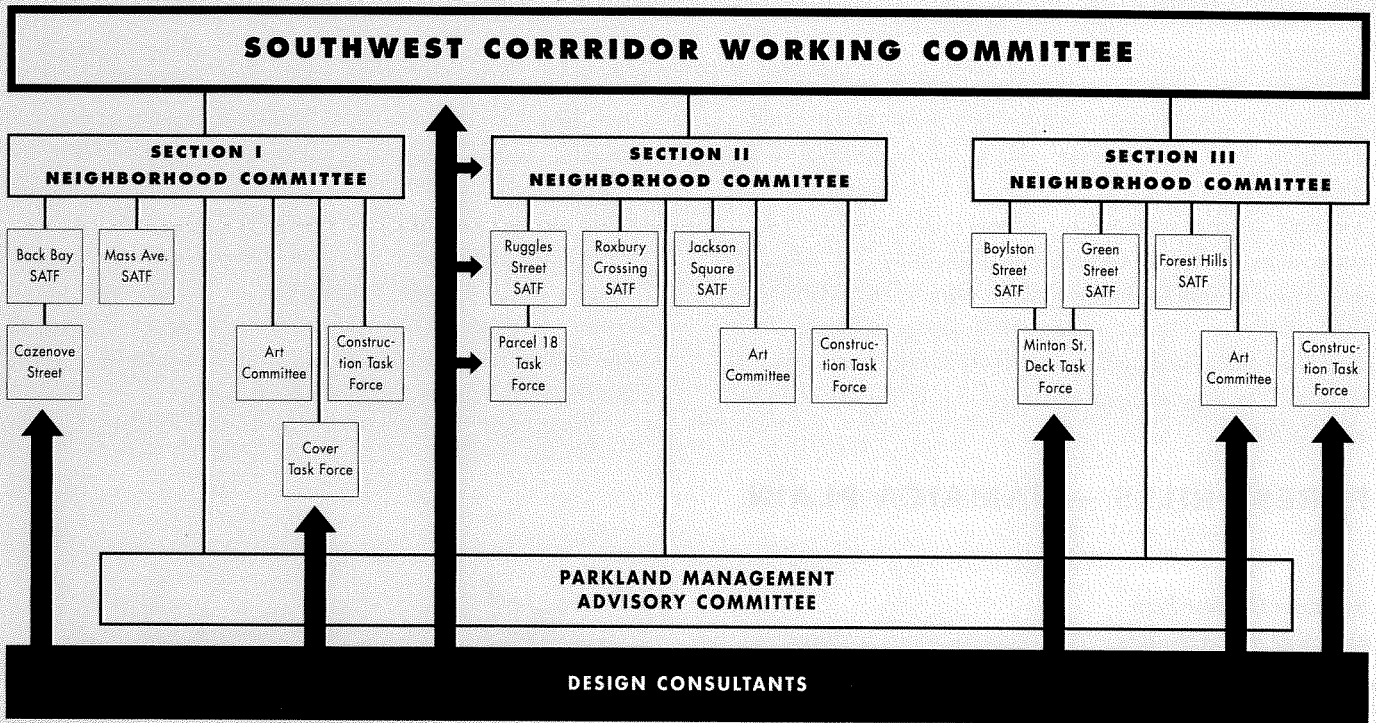 SOUTHWEST CORRRIDOR WORKING COMMITTEE
SECTION I
NEIGHBORHOOD COMMITTEE
SECTION II
NEIGHBORHOOD COMMITTEE
SECTION III
NEIGHBORHOOD COMMITTEE
Back Bay
SATF
Mass Ave.
SATF
Cazenove
Street
Art
Committee
Construc-
tion Task
Force
Cover
Task Force
Ruggles
Street
SATF
Roxbury
Crossing
SATF
Jackson
Square
SATF
Parcel 18
Task
Force
Art
Committee
Construc-
tion Task
Force
Boylston
Street
SATF
Green
Street
SATF
Forest Hills
SATF
Minton St.
Deck Task
Force
Art
Committee
Construc-
tion Task
Force
PARKLAND MANAGEMENT
ADVISORY COMMITTEE
DESIGN CONSULTANTS